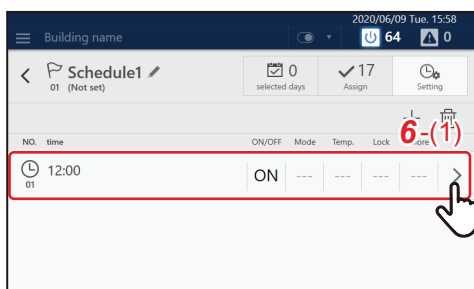 2020/06/09 Tue. 15:58
Building name 64 0
Schedule1 0 17
01 (Not set) selected days Assign Setting
6-(1)
NO. time ON/OFF Mode Temp. Lock
12:00 ON --- --- --- ---
01